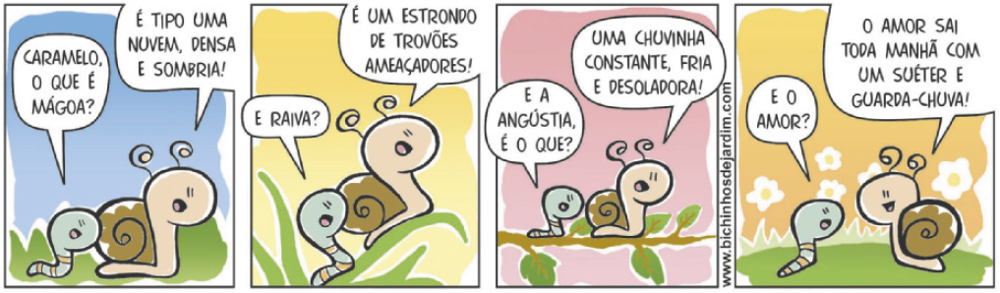 CARAMELO,
O QUE É
MÁGOA?
É TIPO UMA
NUVEM, DENSA
E SOMBRIA!
E RAIVA?
É UM ESTRONDO
DE TROVÕES
AMEAÇADORES!
E A
ANGÚSTIA,
É O QUE?
UMA CHUVINHA
CONSTANTE, FRIA
E DESOLADORA!
www.bichinhosdejardim.com
E O
AMOR?
O AMOR SAI
TODA MANHÃ COM
UM SUÉTER E
GUARDA-CHUVA!